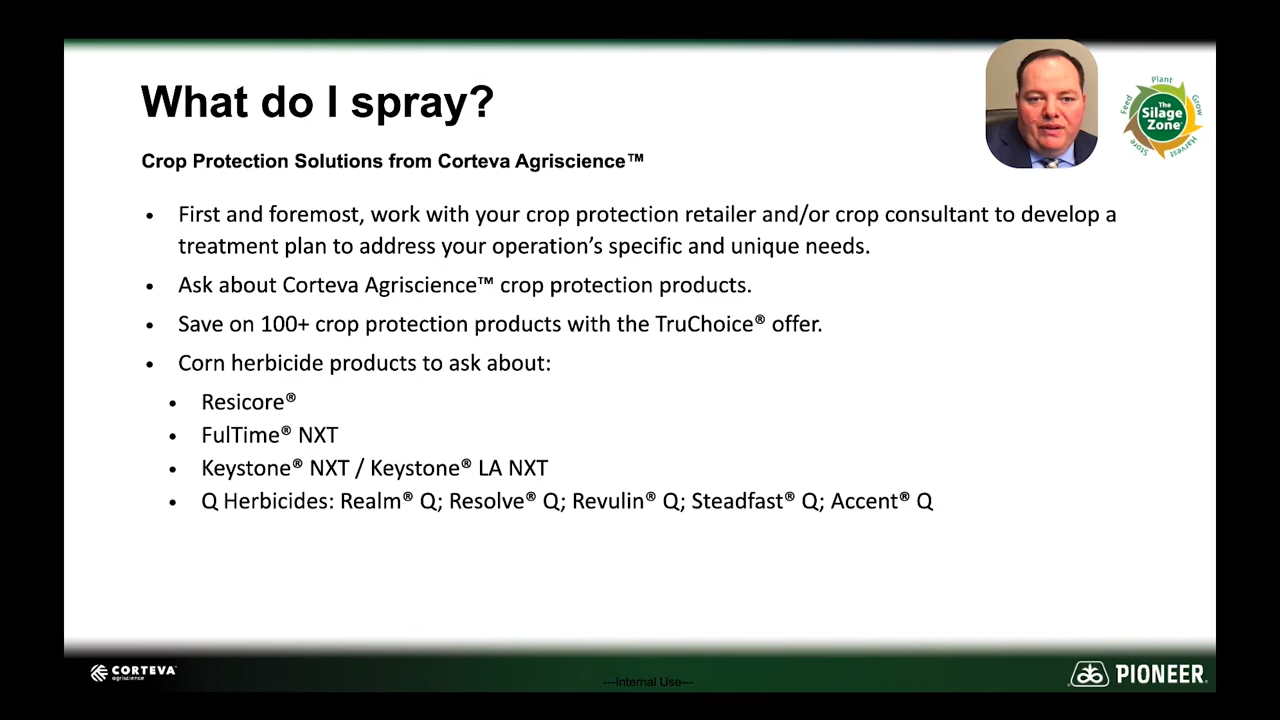 What do I spray?
Plant
Grow
Harvest
Store
Feed
The
Silage
Zone
Crop Protection Solutions from Corteva Agriscience™
• First and foremost, work with your crop protection retailer and/or crop consultant to develop a
treatment plan to address your operation’s specific and unique needs.
• Ask about Corteva Agriscience™ crop protection products.
• Save on 100+ crop protection products with the TruChoice® offer.
• Corn herbicide products to ask about:
• Resicore®
• FulTime® NXT
• Keystone® NXT / Keystone® LA NXT
• Q Herbicides: Realm® Q; Resolve® Q; Revulin® Q; Steadfast® Q; Accent® Q
CORTEVA™
agriscience
---Internal Use---
PIONEER